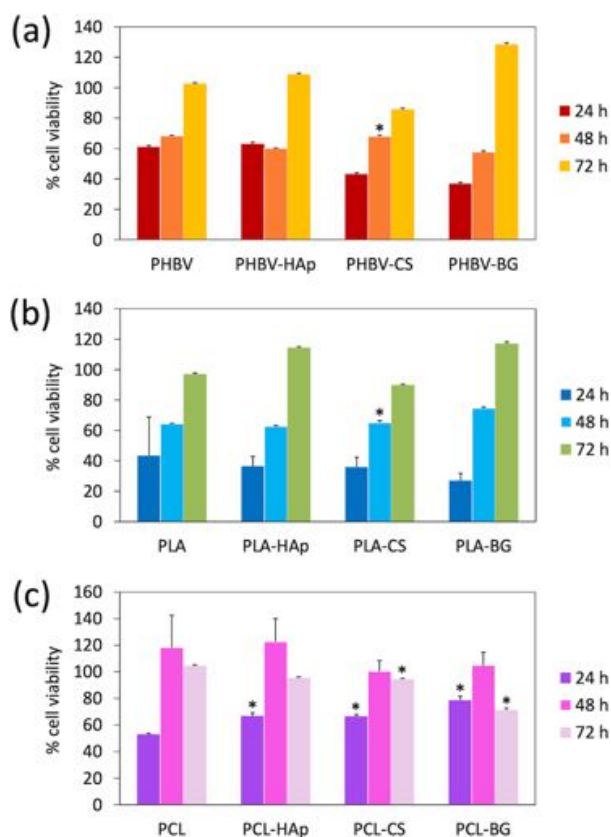 (a)
% cell viability
140
120
100
80
60
40
20
0
*
PHBV PHBV-HAp PHBV-CS PHBV-BG
24 h
48 h
72 h
(b)
% cell viability
140
120
100
80
60
40
20
0
*
PLA PLA-HAp PLA-CS PLA-BG
24 h
48 h
72 h
(c)
% cell viability
160
140
120
100
80
60
40
20
0
* * * * *
PCL PCL-HAp PCL-CS PCL-BG
24 h
48 h
72 h